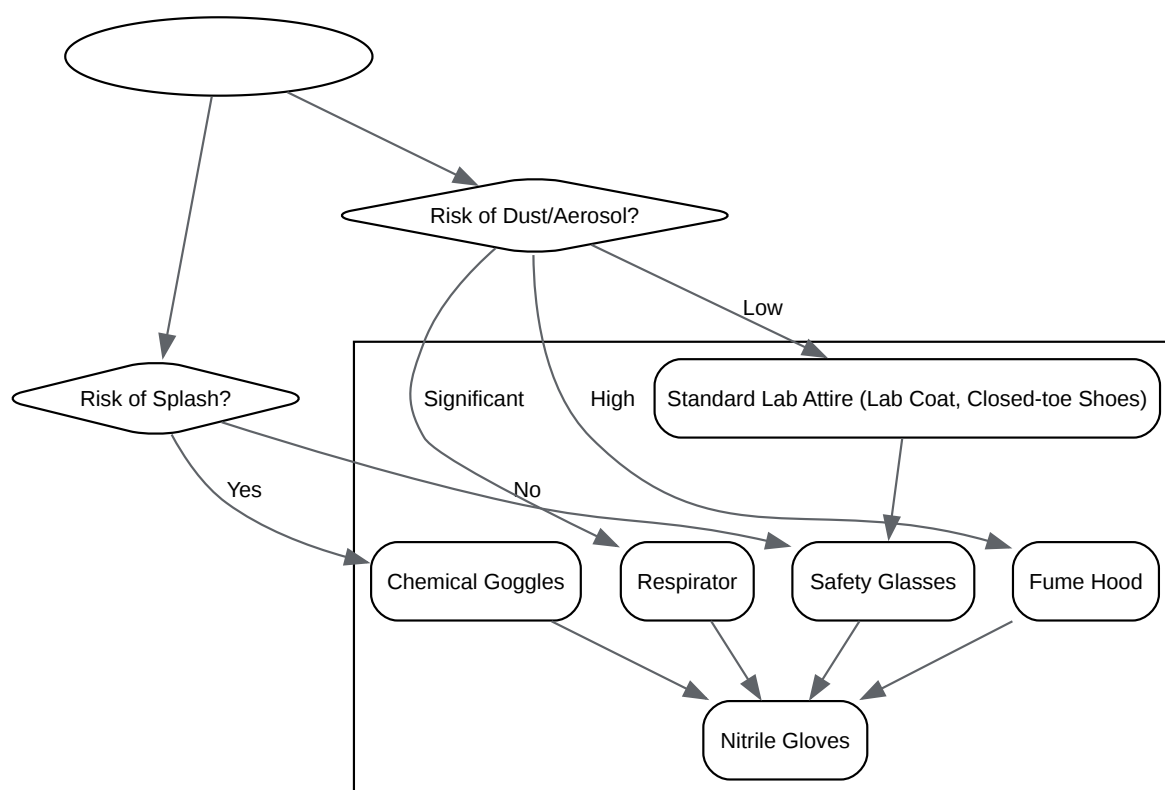 Risk of Dust/Aerosol?
Low
Risk of Splash?
Significant
High
Standard Lab Attire (Lab Coat, Closed-toe Shoes)
Yes
No
Chemical Goggles
Respirator
Safety Glasses
Fume Hood
Nitrile Gloves